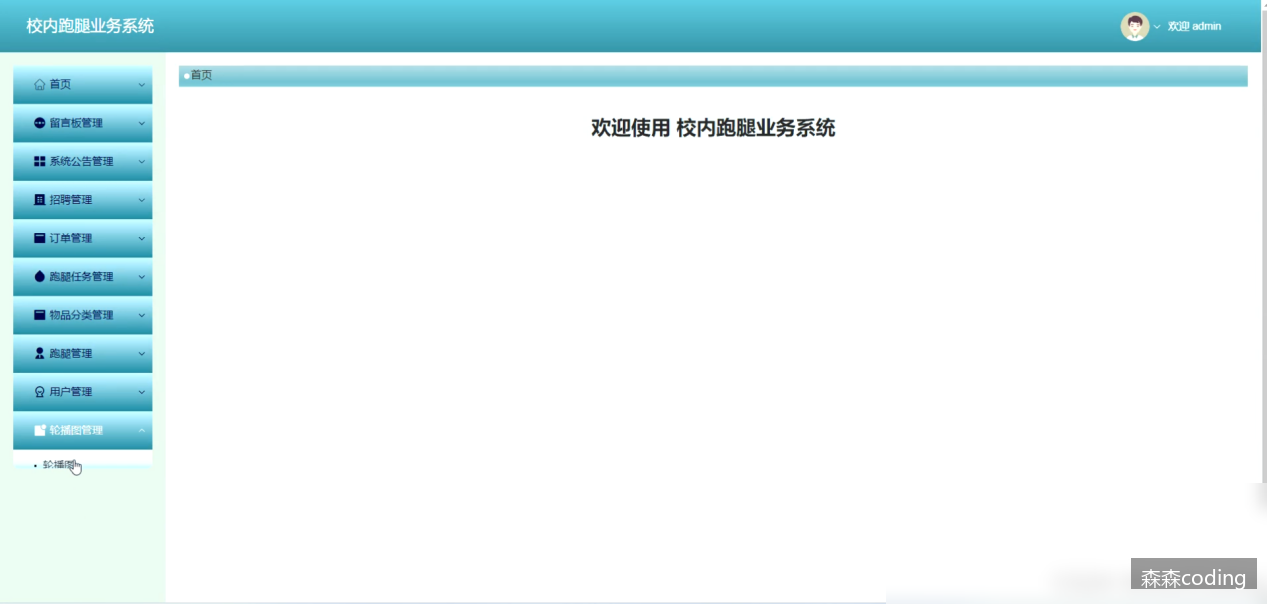 校内跑腿业务系统
欢迎 admin
首页
首页
欢迎使用 校内跑腿业务系统
留言板管理
系统公告管理
招聘管理
订单管理
跑腿任务管理
物品分类管理
跑腿管理
用户管理
轮播图管理
轮播图
森森coding